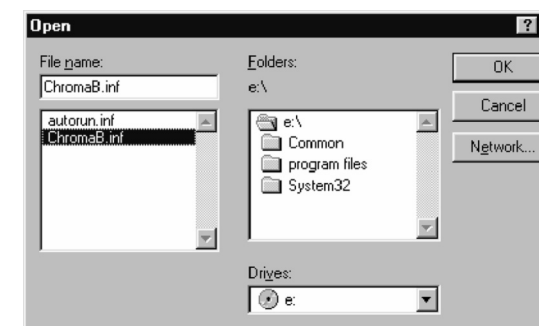 Open
?
File name:
ChromaB.inf
autorun.inf
ChromaB.inf
Folders:
e:\
e:\
Common
program files
System32
Drives:
e:
OK
Cancel
Network...